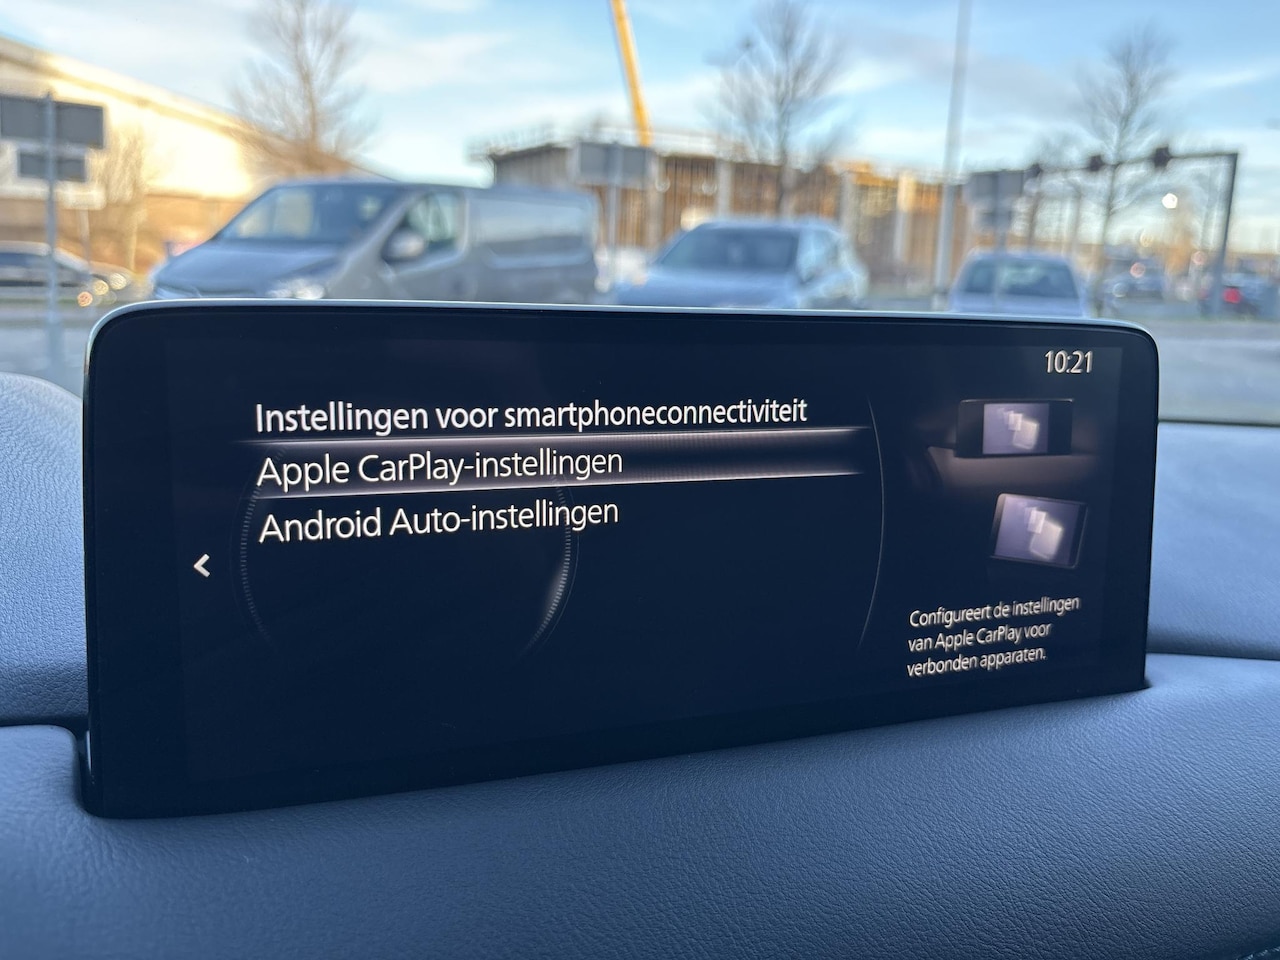 10:21
Instellingen voor smartphoneconnectiviteit
Apple CarPlay-instellingen
Android Auto-instellingen
Configureert de instellingen
van Apple CarPlay voor
verbonden apparaten.